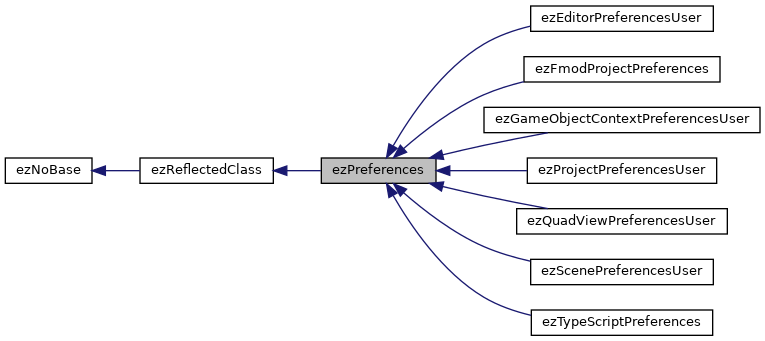 ezEditorPreferencesUser
ezFmodProjectPreferences
ezGameObjectContextPreferencesUser
ezNoBase
ezReflectedClass
ezPreferences
ezProjectPreferencesUser
ezQuadViewPreferencesUser
ezScenePreferencesUser
ezTypeScriptPreferences